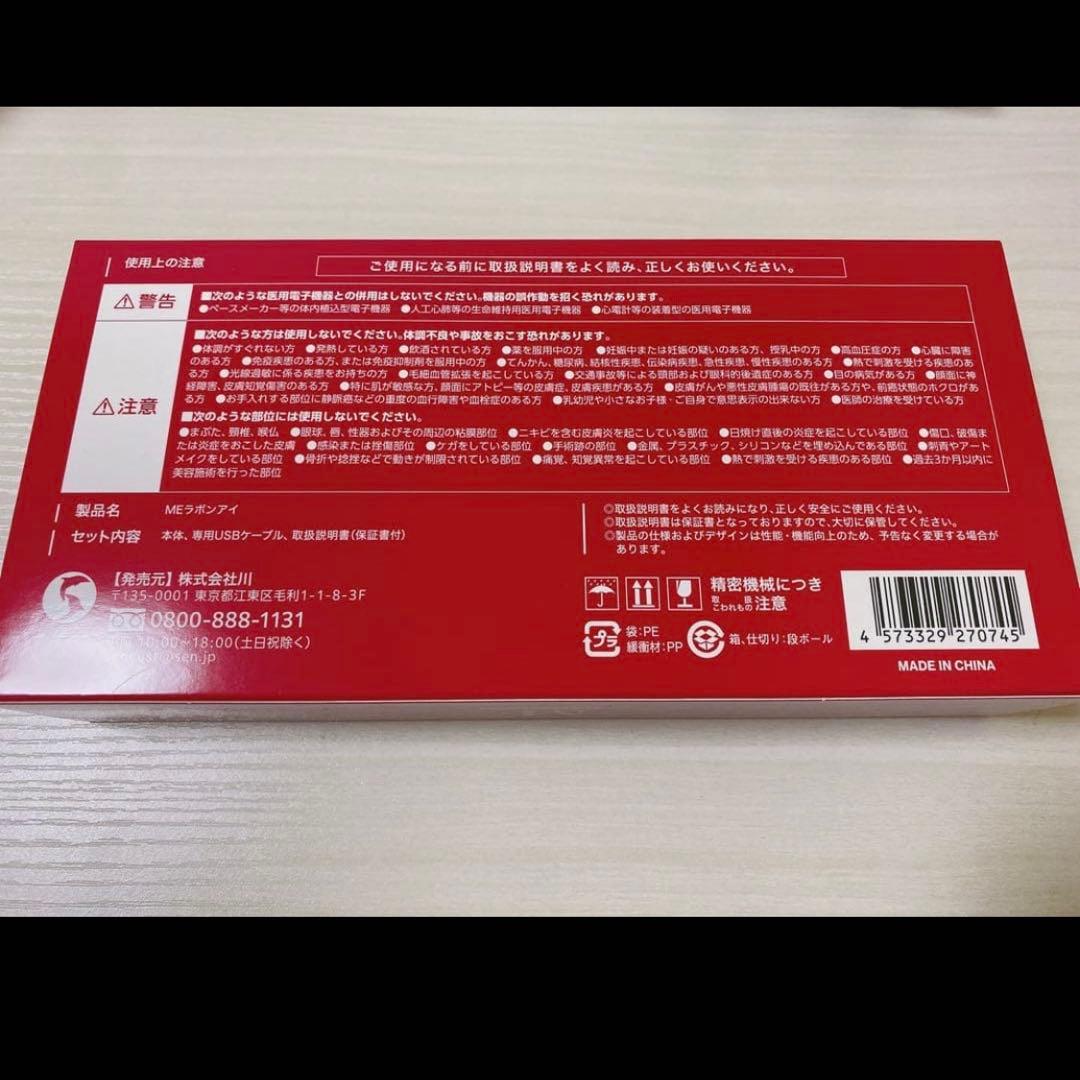 使用上の注意
ご使用になる前に取扱説明書をよく読み、正しくお使いください。
警告
■次のような医用電子機器との併用はしないでください。機器の誤作動を招く恐れがあります。
●ペースメーカー等の体内植込型電子機器 ●人工心肺等の生命維持用医用電子機器 ●心電計等の装着型の医用電子機器
注意
■次のような方は使用しないでください。体調不良や事故をおこす恐れがあります。
●体調がすぐれない方 ●発熱している方 ●飲酒されている方 ●薬を服用中の方 ●妊娠中または妊娠の疑いのある方、授乳中の方 ●高血圧症の方 ●心臓に障害
のある方 ●免疫疾患のある方、または免疫抑制剤を服用中の方 ●てんかん、糖尿病、結核性疾患、伝染病疾患、急性疾患、慢性疾患のある方 ●熱で刺激を受ける疾患のあ
る方 ●光線過敏に係る疾患をお持ちの方 ●毛細血管拡張を起こしている方 ●交通事故等による頭部および眼科的後遺症のある方 ●目の病気がある方 ●顔面に神
経障害、皮膚知覚傷害のある方 ●特に肌が敏感な方、顔面にアトピー等の皮膚症、皮膚疾患がある方 ●皮膚がんや悪性皮膚腫瘍の既往がある方や、前癌状態のホクロがあ
る方 ●お手入れする部位に静脈瘤などの重度の血行障害や血栓症のある方 ●乳幼児や小さなお子様・ご自身で意思表示の出来ない方 ●医師の治療を受けている方
■次のような部位には使用しないでください。
●まぶた、頸椎、喉仏 ●眼球、唇、性器およびその周辺の粘膜部位 ●ニキビを含む皮膚炎を起こしている部位 ●日焼け直後の炎症を起こしている部位 ●傷口、破傷ま
たは炎症をおこした皮膚 ●感染または挫傷部位 ●ケガをしている部位 ●手術跡の部位 ●金属、プラスチック、シリコンなどを埋め込んである部位 ●刺青やアート
メイクをしている部位 ●骨折や捻挫などで動きが制限されている部位 ●痛覚、知覚異常を起こしている部位 ●熱で刺激を受ける疾患のある部位 ●過去3か月以内に
美容施術を行った部位
製品名 MEラボンアイ
セット内容 本体、専用USBケーブル、取扱説明書(保証書付)
◎取扱説明書をよくお読みになり、正しく安全にご使用ください。
◎取扱説明書は保証書となっておりますので、大切に保管してください。
◎製品の仕様およびデザインは性能・機能向上のため、予告なく変更する場合が
あります。
【発売元】株式会社川
〒135-0001 東京都江東区毛利1-1-8-3F
0800-888-1131
10:00~18:00(土日祝除く)
@sen.jp
精密機械につき
取扱
こわれもの注意
プラ
袋:PE
緩衝材:PP
箱、仕切り:段ボール
4 573329 270745
MADE IN CHINA